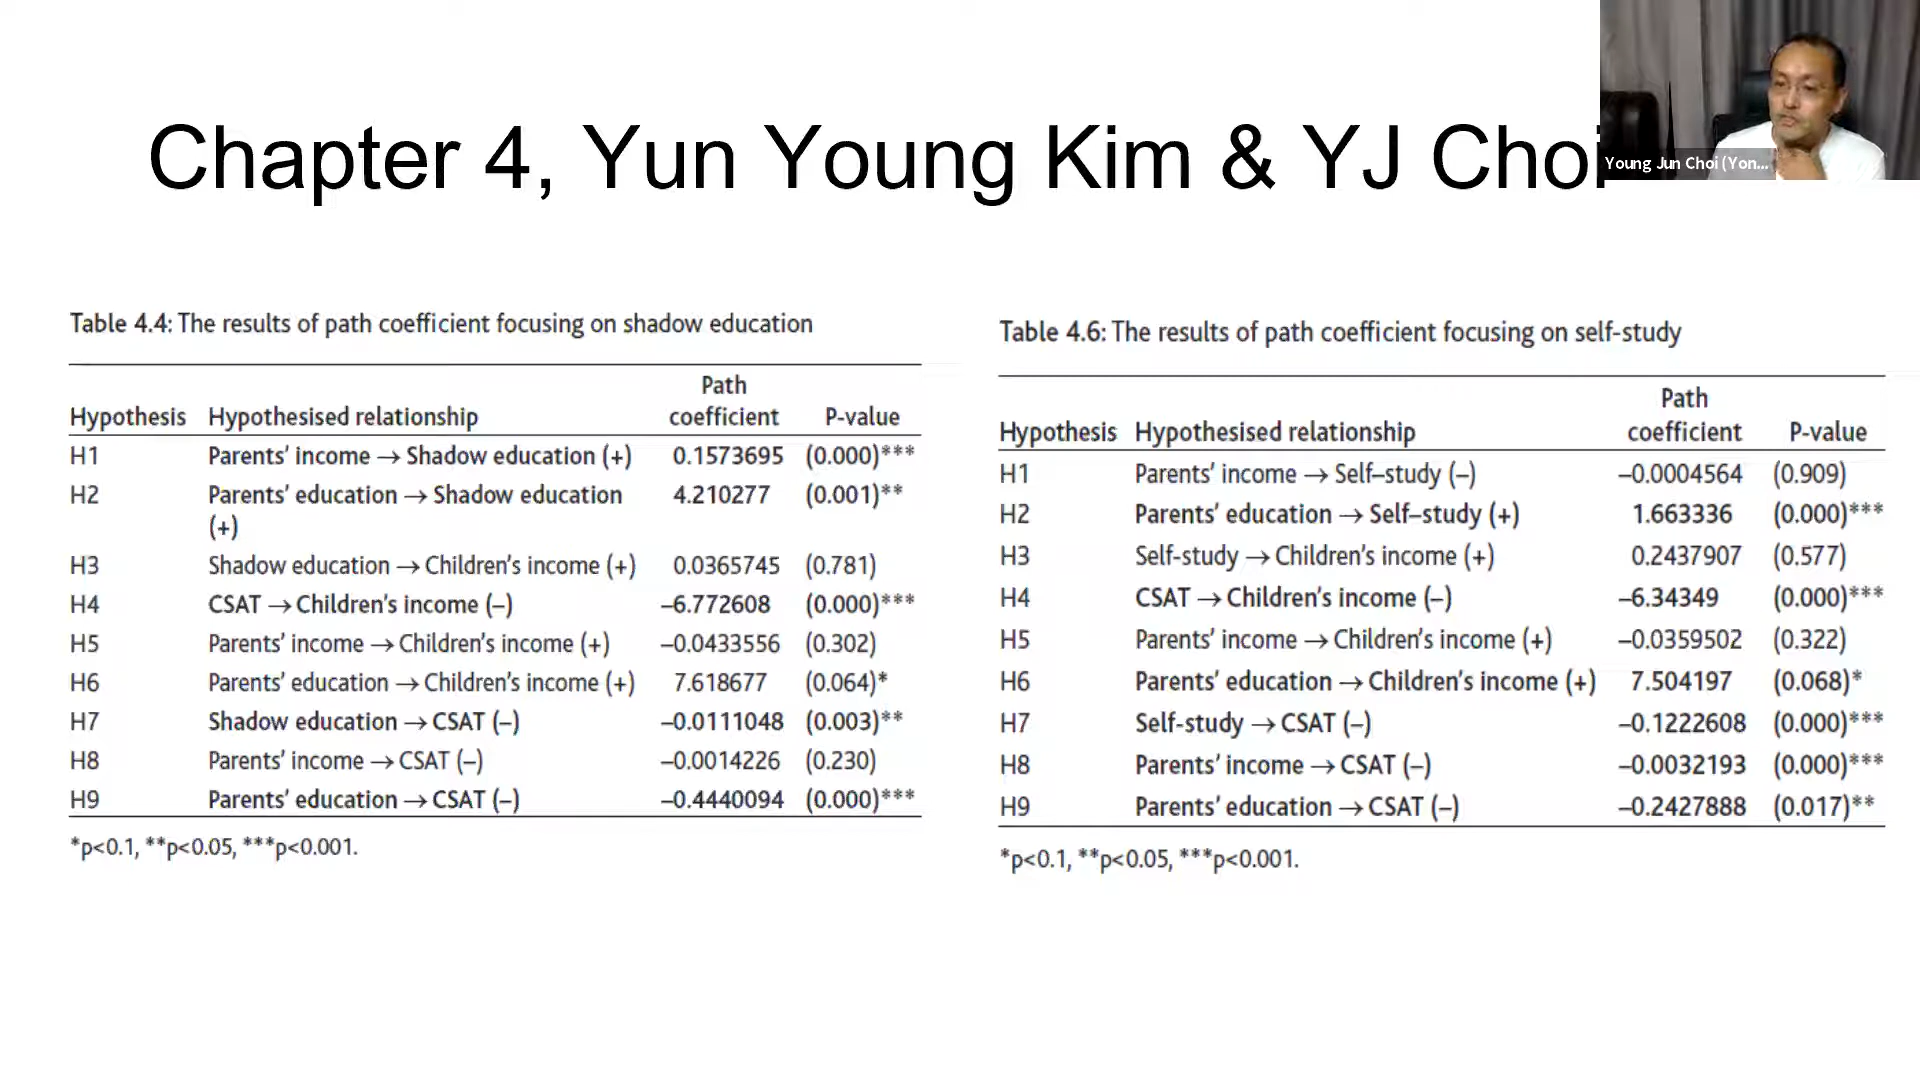 Chapter 4, Yun Young Kim & YJ Choi
Young Jun Choi (Yon...
Table 4.4: The results of path coefficient focusing on shadow education
Path
Hypothesis Hypothesised relationship coefficient P-value
H1 Parents' income → Shadow education (+) 0.1573695 (0.000)***
H2 Parents' education → Shadow education 4.210277 (0.001)**
(+)
H3 Shadow education → Children's income (+) 0.0365745 (0.781)
H4 CSAT → Children's income (–) –6.772608 (0.000)***
H5 Parents' income → Children's income (+) –0.0433556 (0.302)
H6 Parents' education → Children's income (+) 7.618677 (0.064)*
H7 Shadow education → CSAT (–) –0.0111048 (0.003)**
H8 Parents' income → CSAT (–) –0.0014226 (0.230)
H9 Parents' education → CSAT (–) –0.4440094 (0.000)***
*p<0.1, **p<0.05, ***p<0.001.
Table 4.6: The results of path coefficient focusing on self-study
Path
Hypothesis Hypothesised relationship coefficient P-value
H1 Parents' income → Self–study (–) –0.0004564 (0.909)
H2 Parents' education → Self–study (+) 1.663336 (0.000)***
H3 Self-study → Children's income (+) 0.2437907 (0.577)
H4 CSAT → Children's income (–) –6.34349 (0.000)***
H5 Parents' income → Children's income (+) –0.0359502 (0.322)
H6 Parents' education → Children's income (+) 7.504197 (0.068)*
H7 Self-study → CSAT (–) –0.1222608 (0.000)***
H8 Parents' income → CSAT (–) –0.0032193 (0.000)***
H9 Parents' education → CSAT (–) –0.2427888 (0.017)**
*p<0.1, **p<0.05, ***p<0.001.